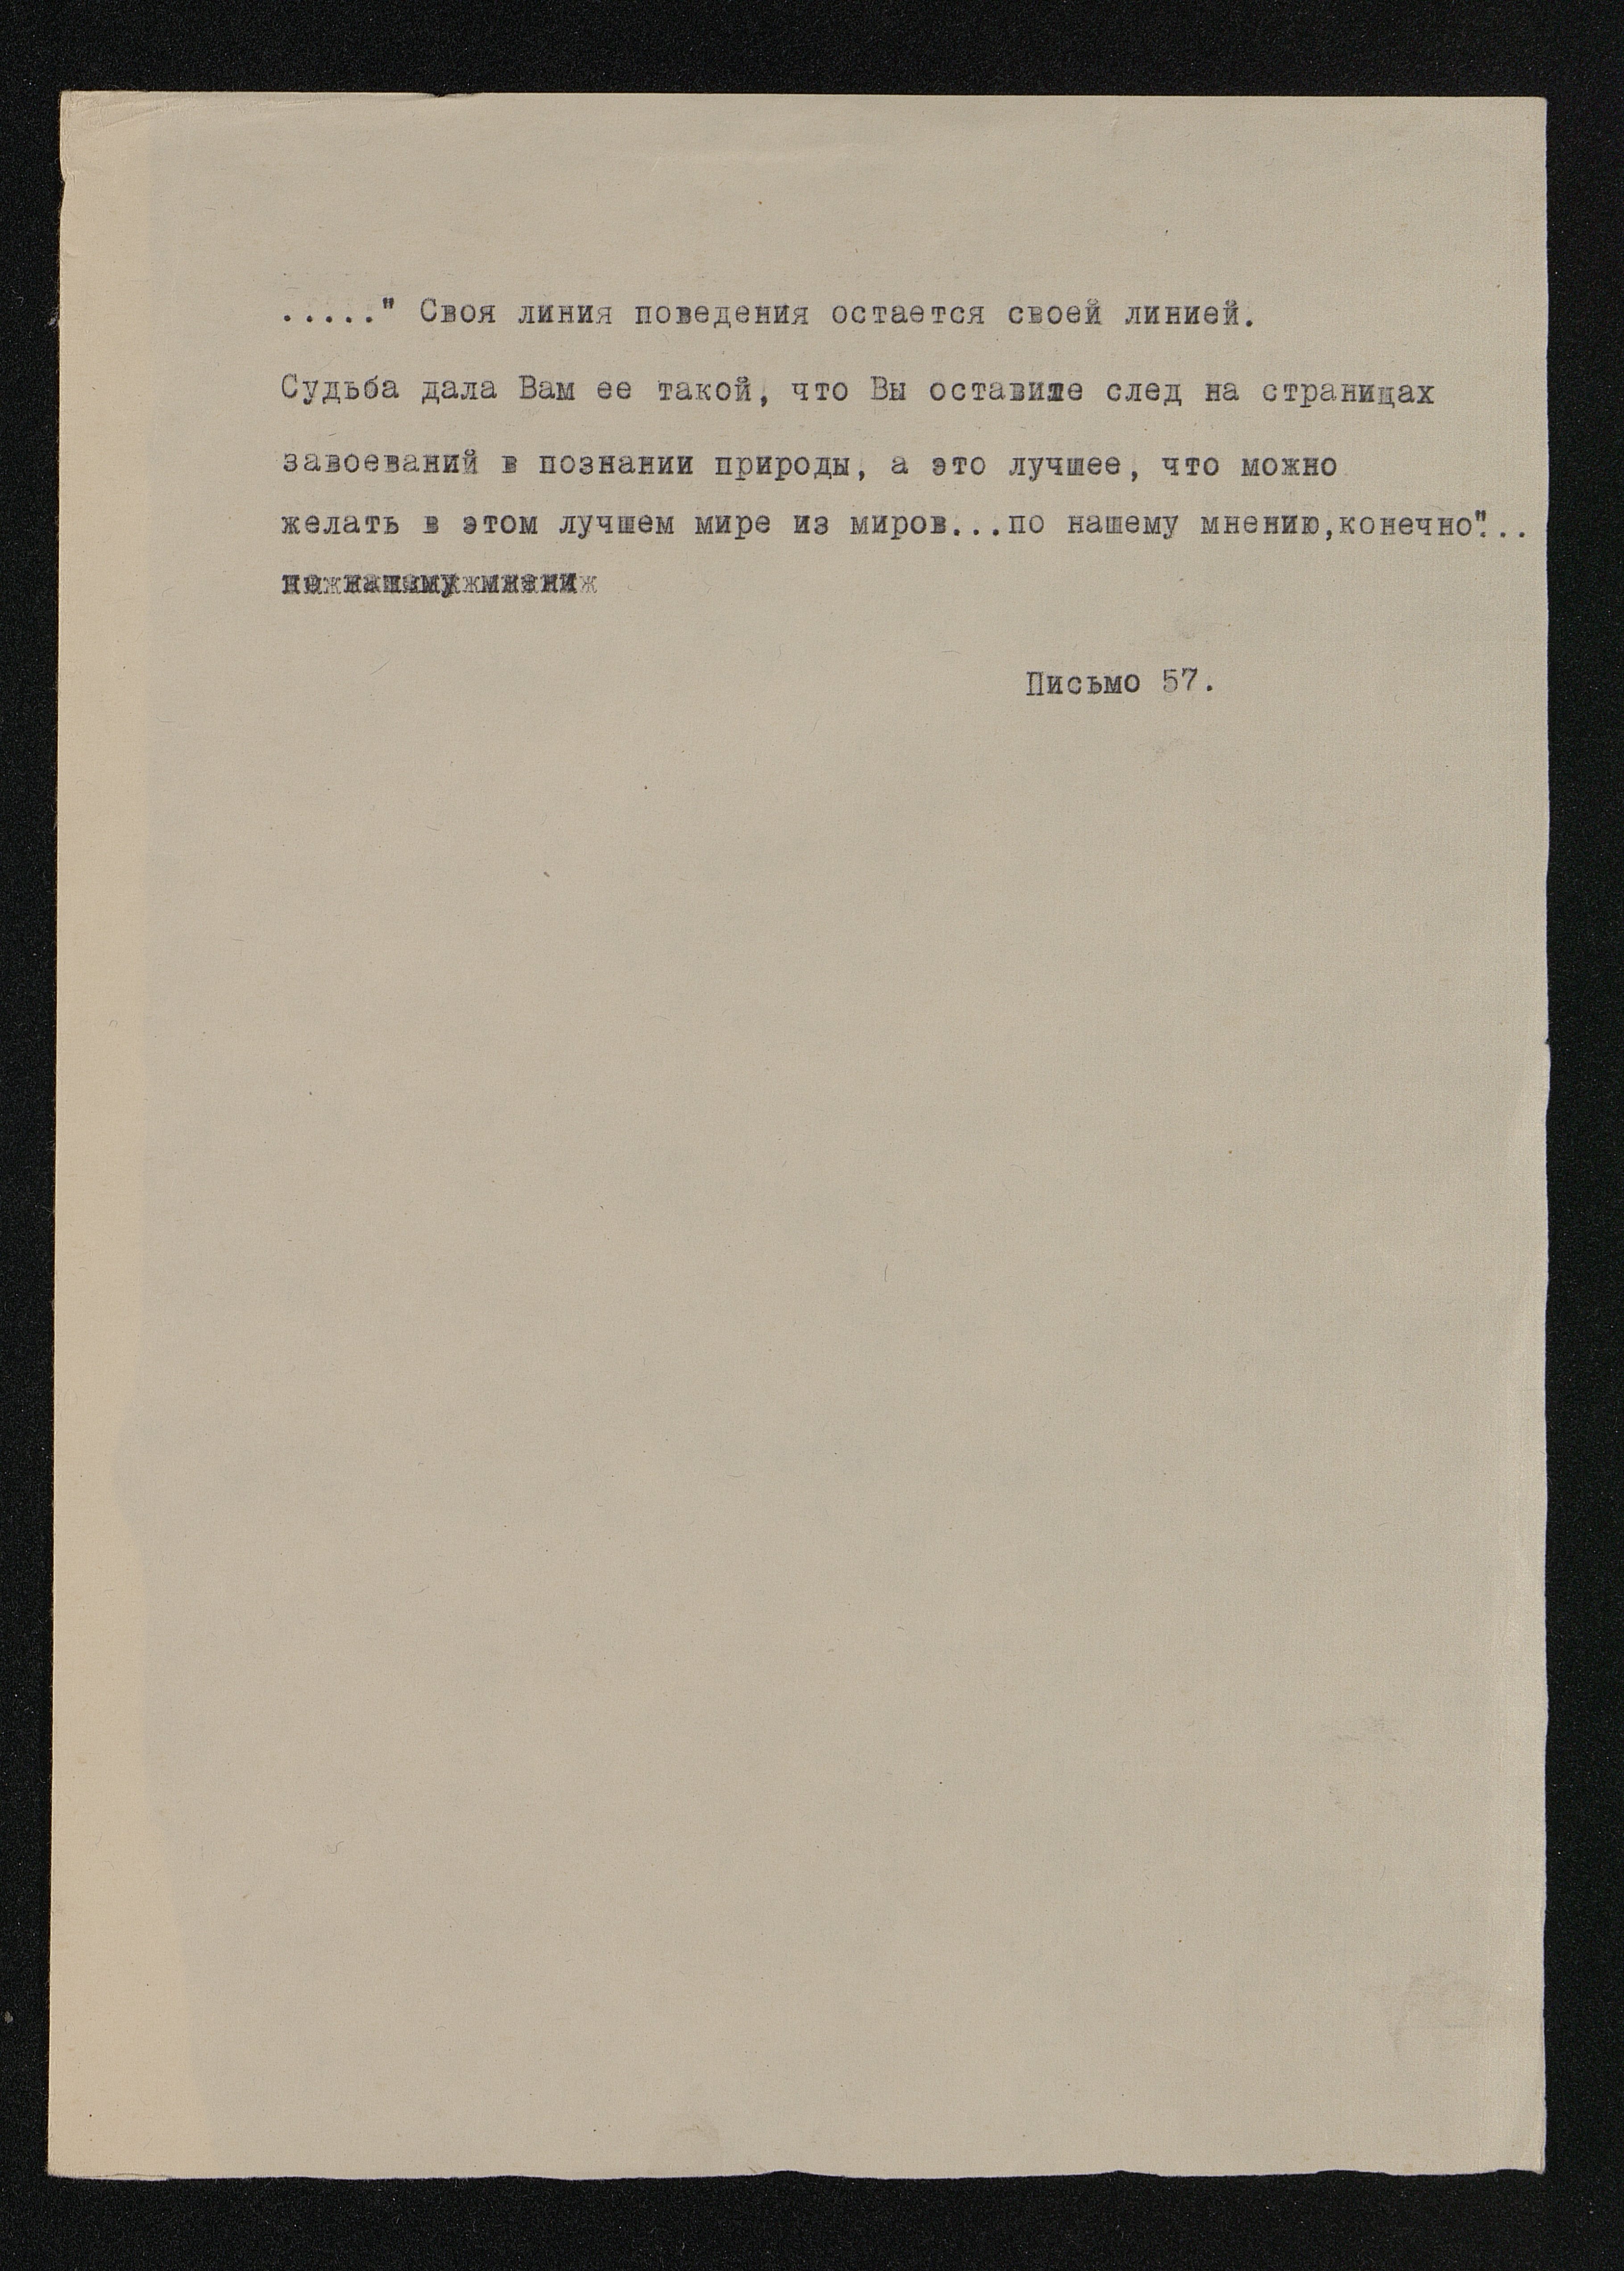 ....." Своя линия поведения остается своей линией.
Судьба дала Вам ее такой, что Вы оставите след на страницах
завоеваний в познании природы, а это лучшее, что можно
желать в этом лучшем мире из миров...по нашему мнению,конечно"...
Письмо 57.